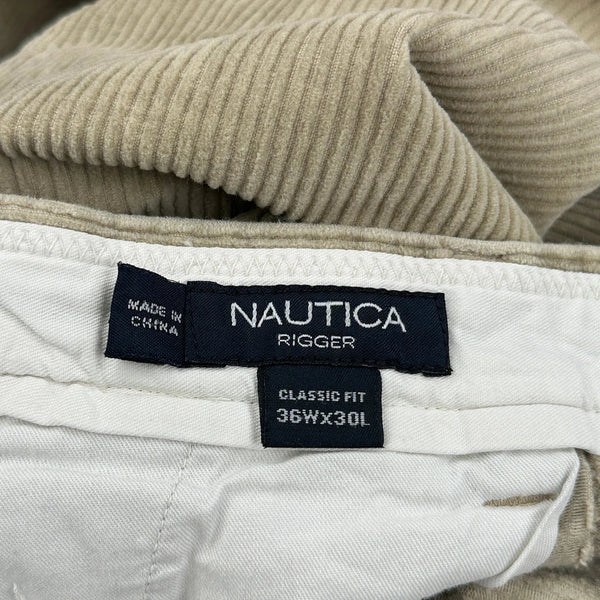 MADE IN
CHINA
NAUTICA
RIGGER
CLASSIC FIT
36Wx30L